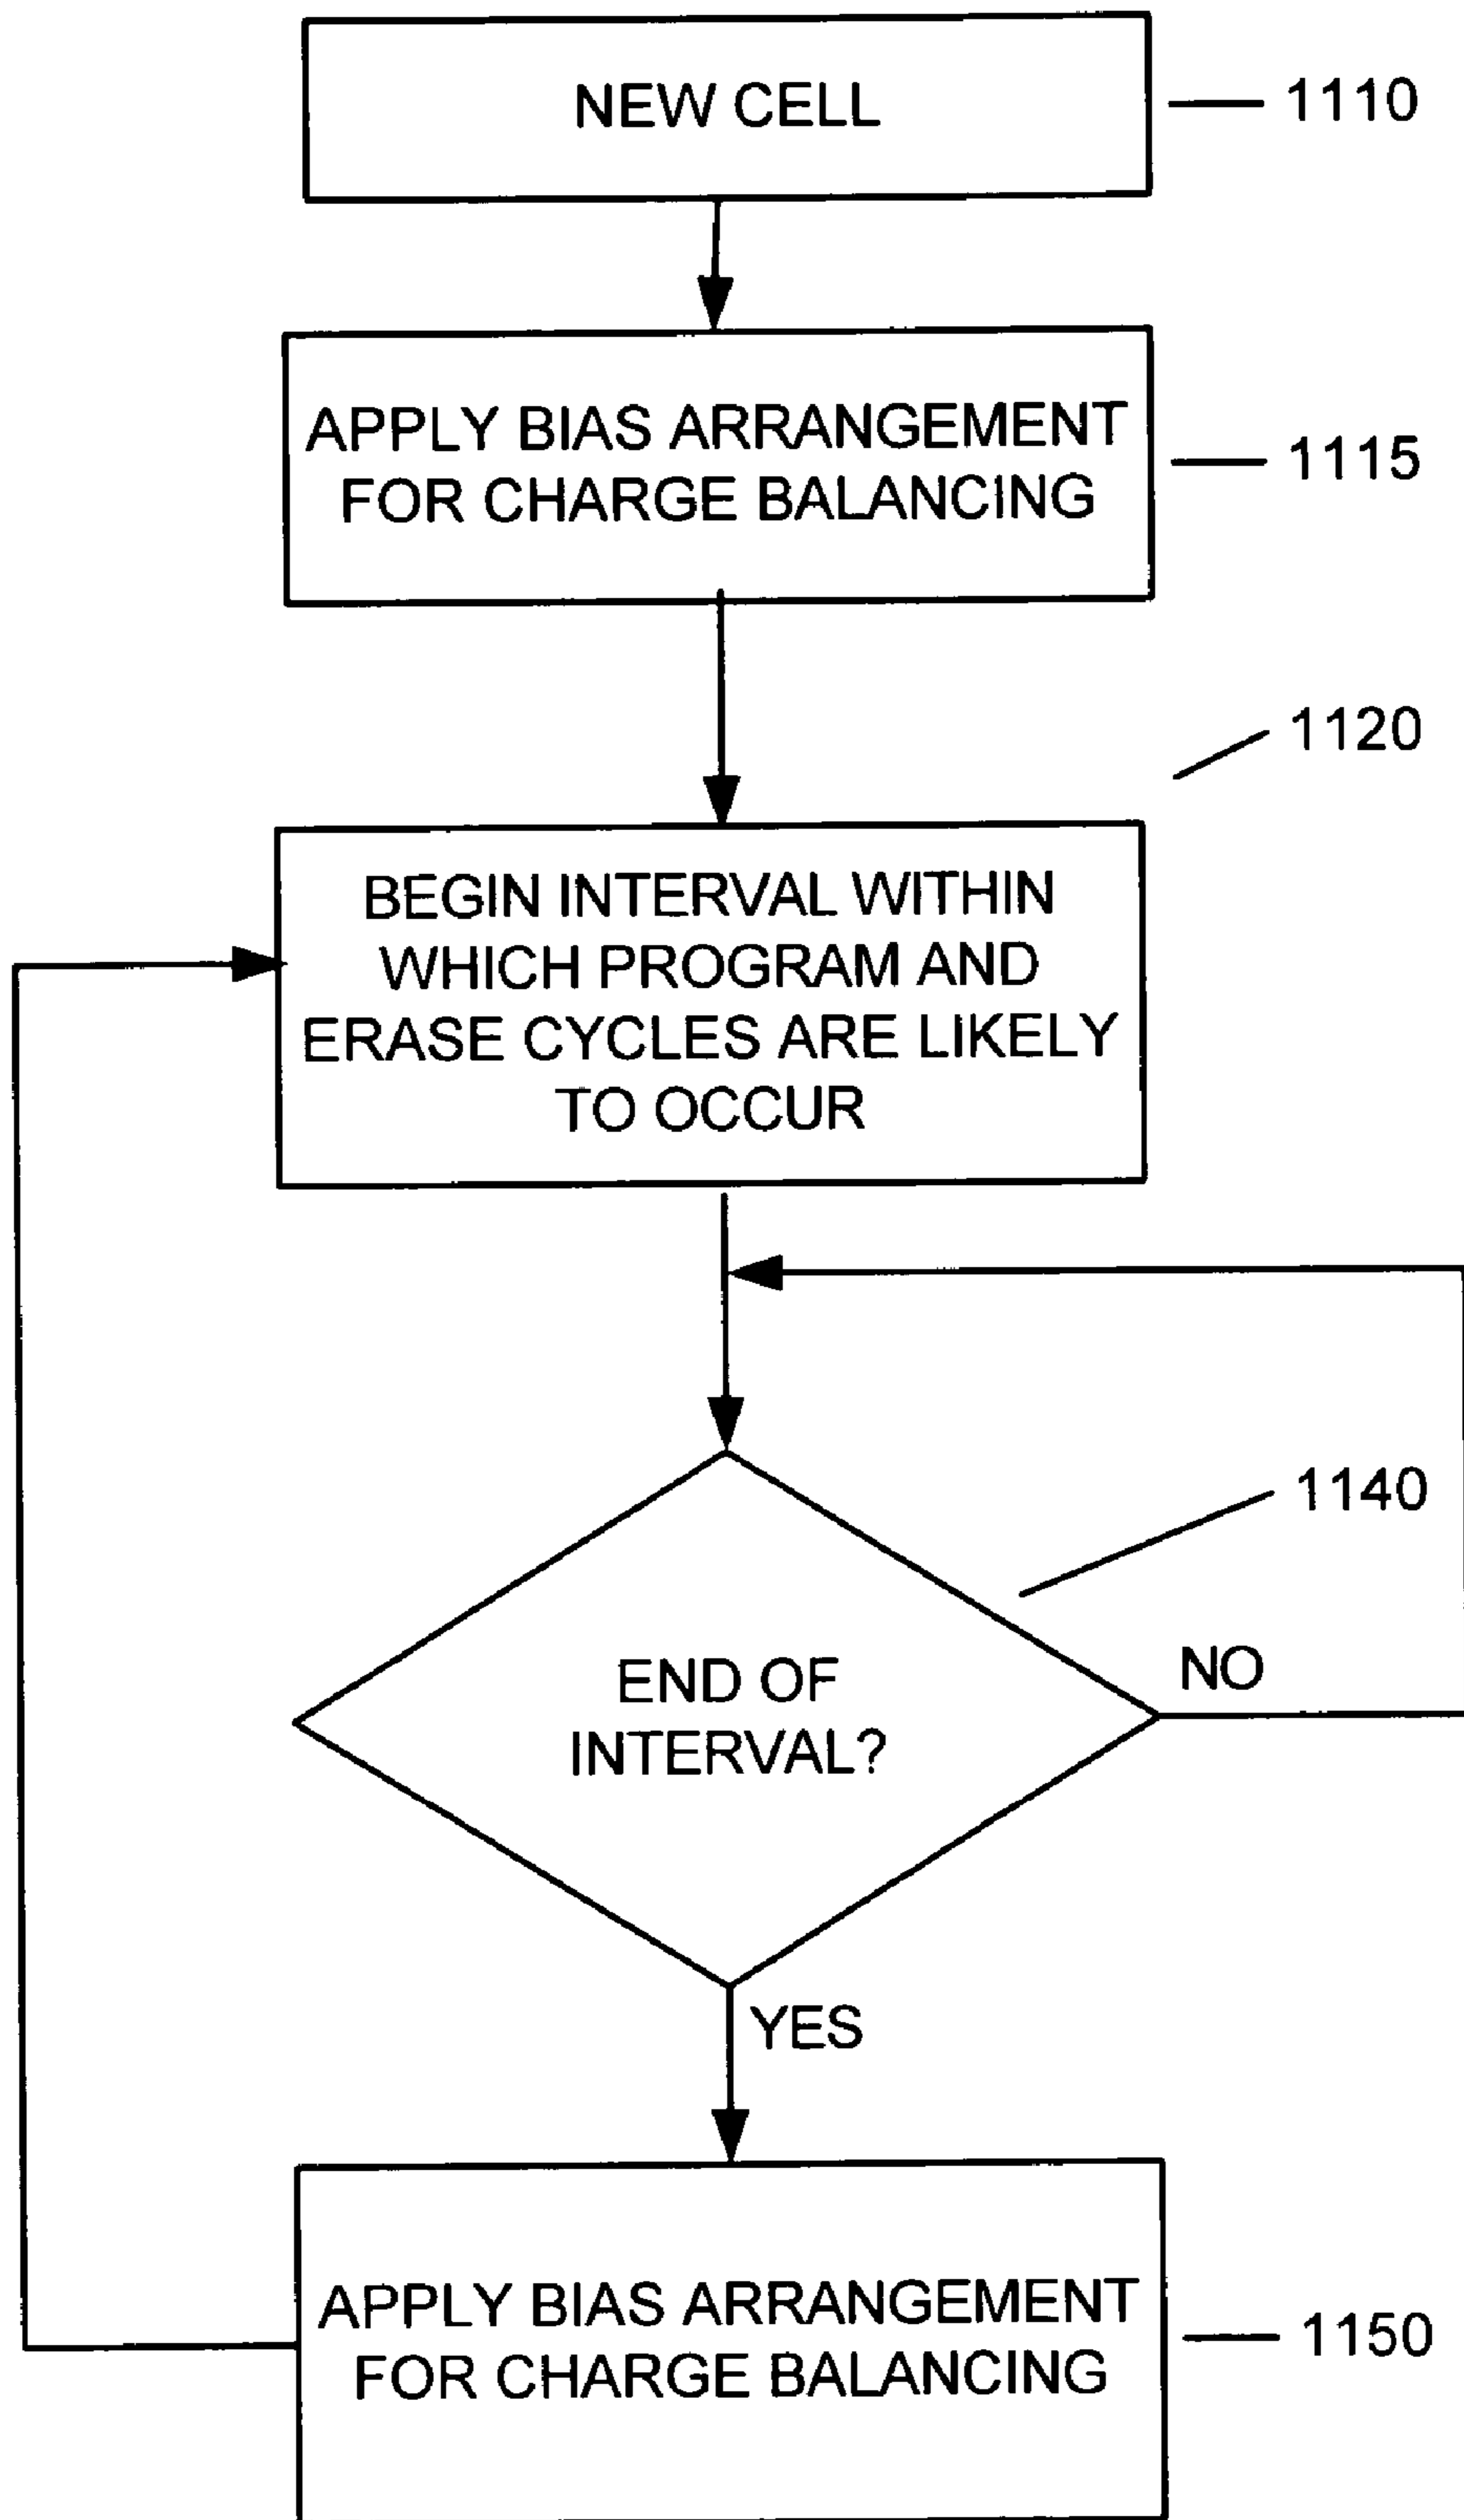 NEW CELL
1110
APPLY BIAS ARRANGEMENT
FOR CHARGE BALANCING
1115
1120
BEGIN INTERVAL WITHIN
WHICH PROGRAM AND
ERASE CYCLES ARE LIKELY
TO OCCUR
1140
END OF
INTERVAL?
NO
YES
APPLY BIAS ARRANGEMENT
FOR CHARGE BALANCING
1150